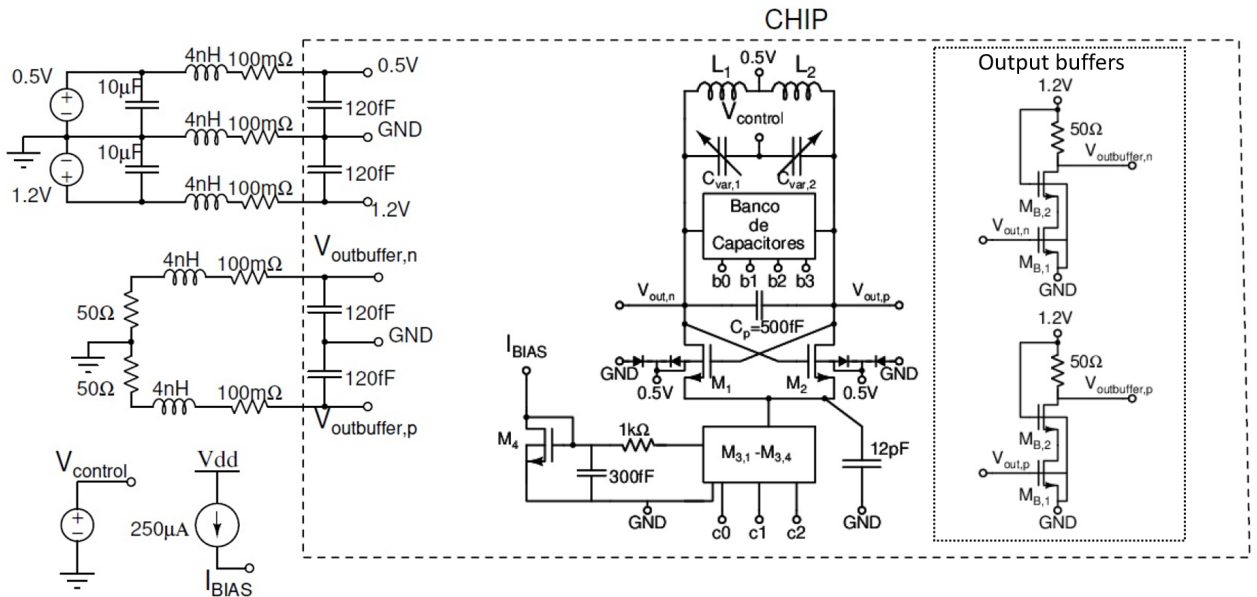 CHIP
0.5V
10µF
4nH 100mΩ
0.5V
120fF
4nH 100mΩ
GND
10µF
120fF
1.2V
4nH 100mΩ
1.2V
Voutbuffer,n
4nH 100mΩ
50Ω
120fF
GND
50Ω
120fF
4nH 100mΩ
Voutbuffer,p
Vcontrol
Vdd
250µA
IBIAS
L1 0.5V L2
Vcontrol
Cvar,1 Cvar,2
Banco
de
Capacitores
b0 b1 b2 b3
Vout,n Vout,p
Cp=500fF
IBIAS
GND M1 M2 GND
0.5V 0.5V
M4
1kΩ
300fF
M3,1 -M3,4
12pF
GND
c0 c1 c2
GND
Output buffers
1.2V
50Ω
Voutbuffer,n
MB,2
Vout,n
MB,1
GND
1.2V
50Ω
Voutbuffer,p
MB,2
Vout,p
MB,1
GND